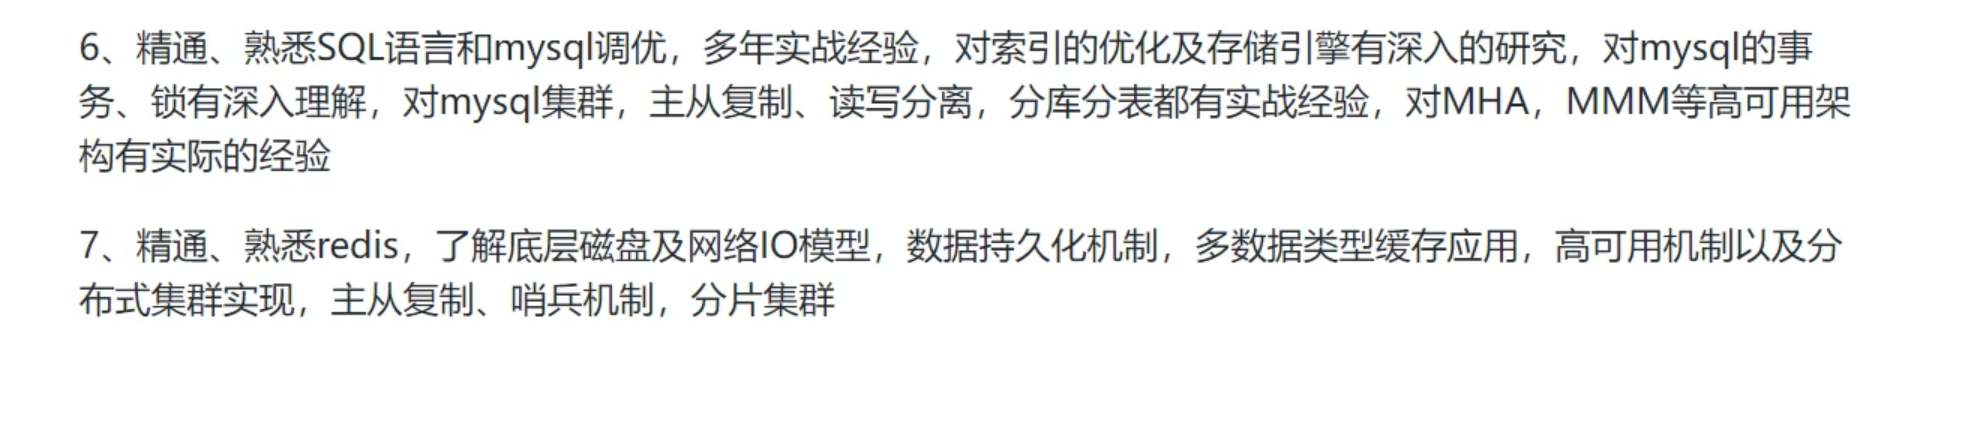 6、精通、熟悉SQL语言和mysql调优，多年实战经验，对索引的优化及存储引擎有深入的研究，对mysql的事
务、锁有深入理解，对mysql集群，主从复制、读写分离，分库分表都有实战经验，对MHA，MMM等高可用架
构有实际的经验
7、精通、熟悉redis，了解底层磁盘及网络IO模型，数据持久化机制，多数据类型缓存应用，高可用机制以及分
布式集群实现，主从复制、哨兵机制，分片集群